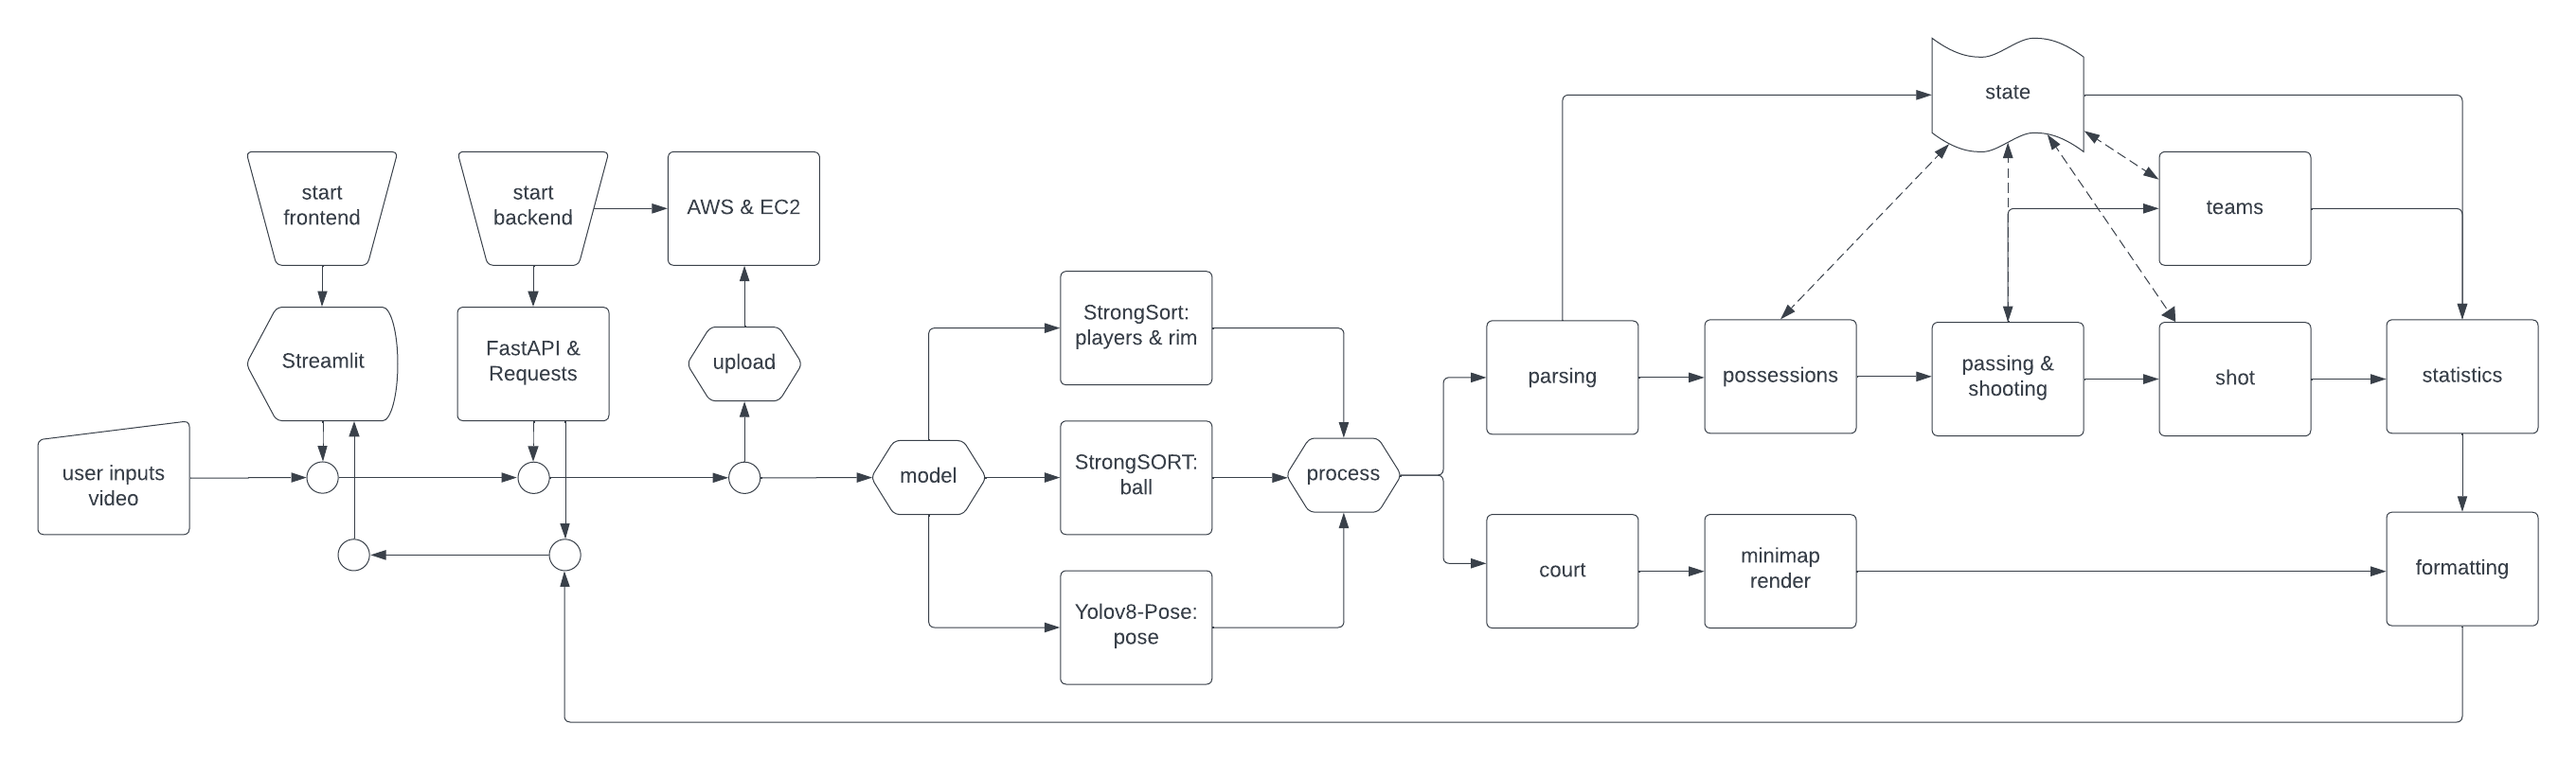 state
start
frontend
start
backend
AWS & EC2
teams
StrongSort:
players & rim
Streamlit
FastAPI &
Requests
upload
parsing
possessions
passing &
shooting
shot
statistics
user inputs
video
model
StrongSORT:
ball
process
court
minimap
render
formatting
Yolov8-Pose:
pose